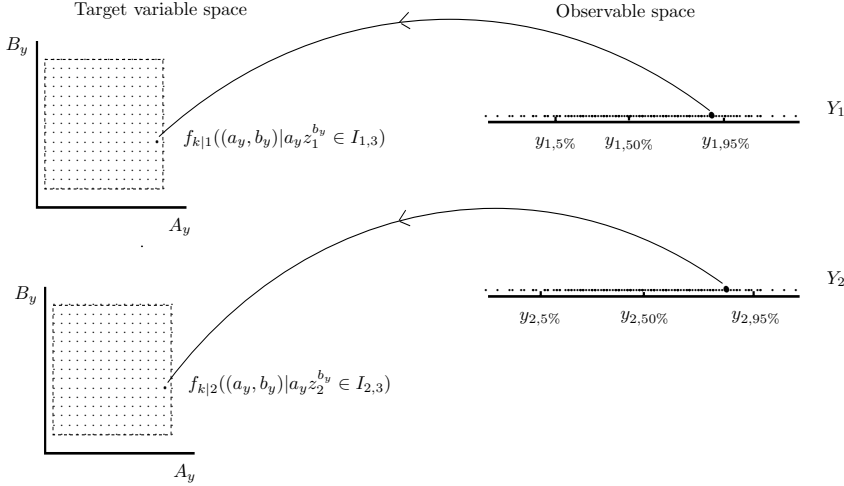 Target variable space Observable space
B_y
Y_1
f_{k|1}((a_y, b_y)|a_y z_1^{b_y} ∈ I_{1,3})
y_{1,5%} y_{1,50%} y_{1,95%}
A_y
B_y
Y_2
y_{2,5%} y_{2,50%} y_{2,95%}
f_{k|2}((a_y, b_y)|a_y z_2^{b_y} ∈ I_{2,3})
A_y